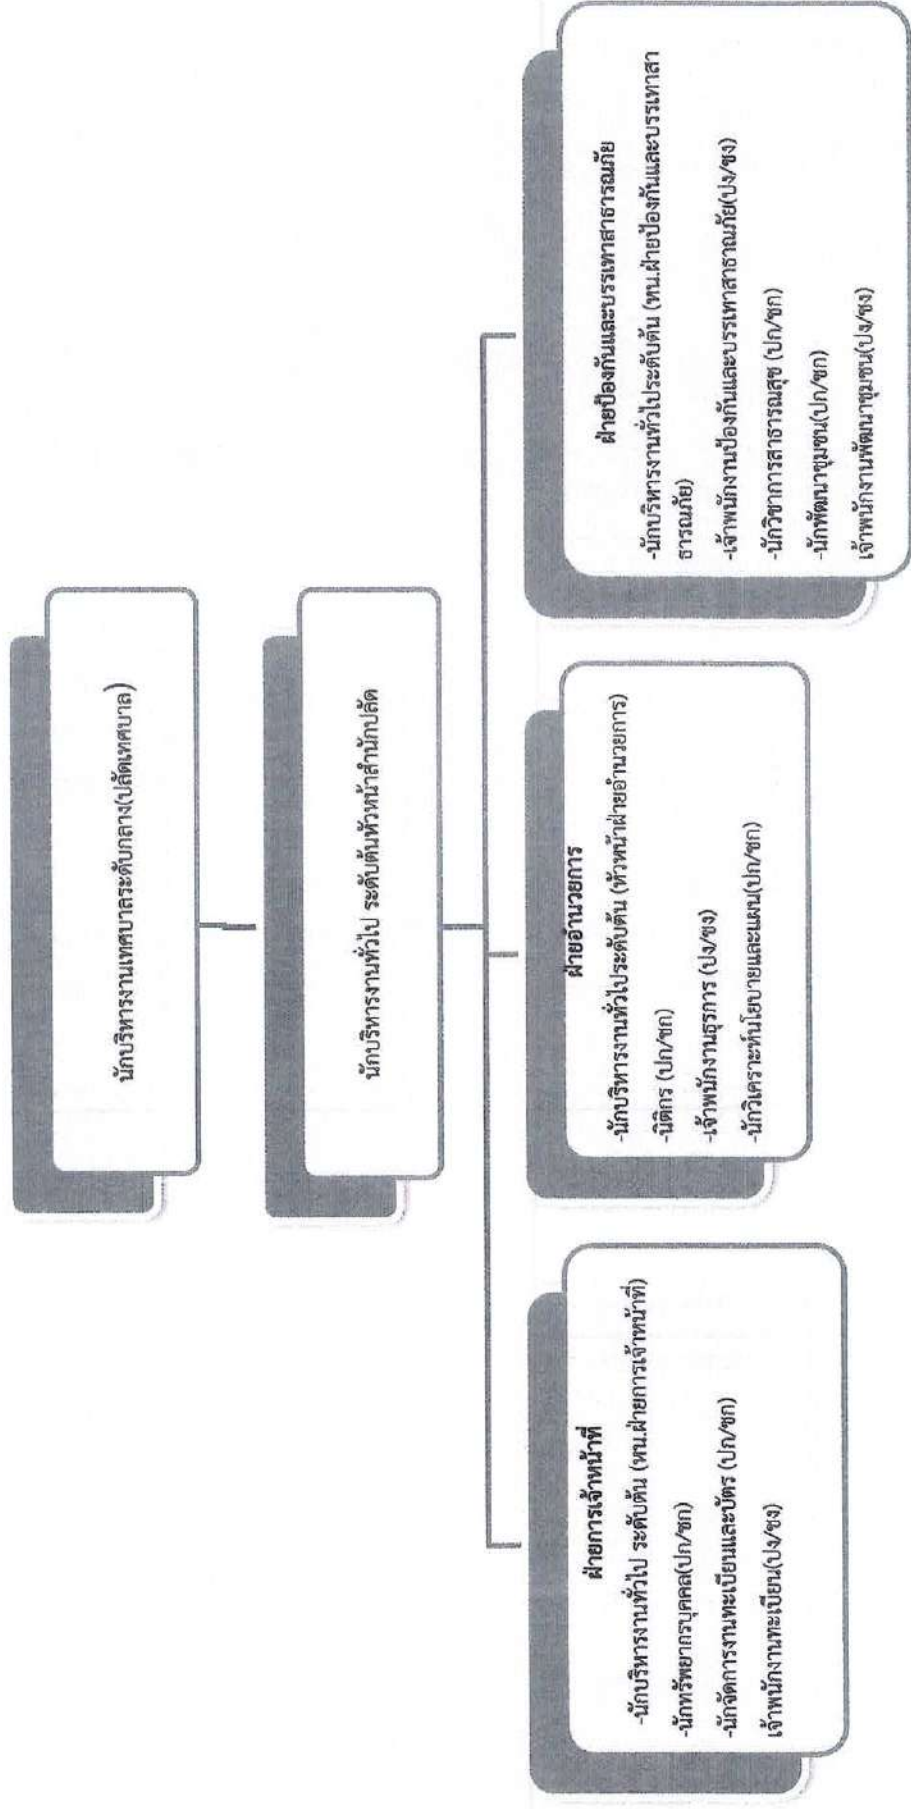 นักบริหารงานเทศบาลระดับกลาง(ปลัดเทศบาล)
นักบริหารงานทั่วไป ระดับต้นหัวหน้าสำนักปลัด
ฝ่ายการเจ้าหน้าที่
-นักบริหารงานทั่วไป ระดับต้น (หน.ฝ่ายการเจ้าหน้าที่)
-นักทรัพยากรบุคคล(ปก/ชก)
-นักจัดการงานทะเบียนและบัตร (ปก/ชก)
เจ้าพนักงานทะเบียน(ปง/ชง)
ฝ่ายอำนวยการ
-นักบริหารงานทั่วไประดับต้น (หัวหน้าฝ่ายอำนวยการ)
-นิติกร (ปก/ชก)
-เจ้าพนักงานธุรการ (ปง/ชง)
-นักวิเคราะห์นโยบายและแผน(ปก/ชก)
ฝ่ายป้องกันและบรรเทาสาธารณภัย
-นักบริหารงานทั่วไประดับต้น (หน.ฝ่ายป้องกันและบรรเทาสา
ธารณภัย)
-เจ้าพนักงานป้องกันและบรรเทาสาธาณภัย(ปง/ชง)
-นักวิชาการสาธารณสุข (ปก/ชก)
-นักพัฒนาชุมชน(ปก/ชก)
เจ้าพนักงานพัฒนาชุมชน(ปง/ชง)